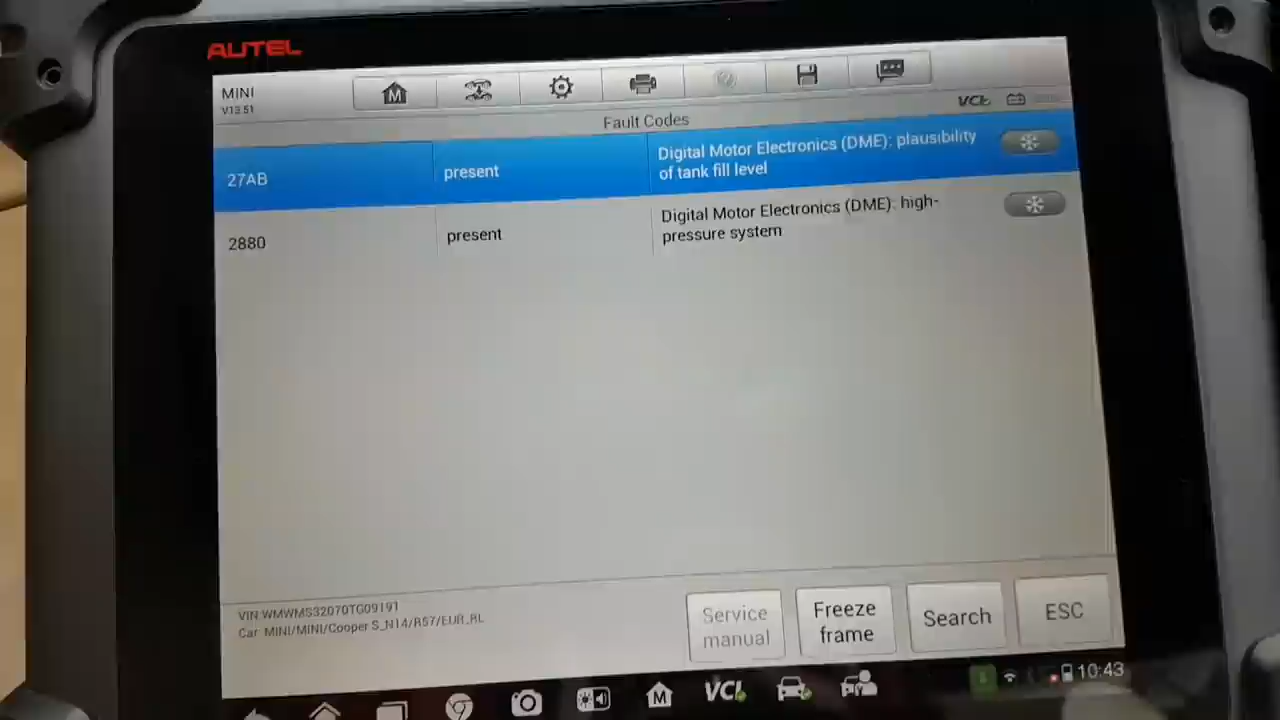 AUTEL
MINI
V13.51
M
VCI
Fault Codes
27AB
present
Digital Motor Electronics (DME): plausibility
of tank fill level
2880
present
Digital Motor Electronics (DME): high-
pressure system
VIN:WMWMS32070TG09191
Car: MINI/MINI/Cooper S_N14/R57/EUR_RL
Service
manual
Freeze
frame
Search
ESC
M
VCI
10:43